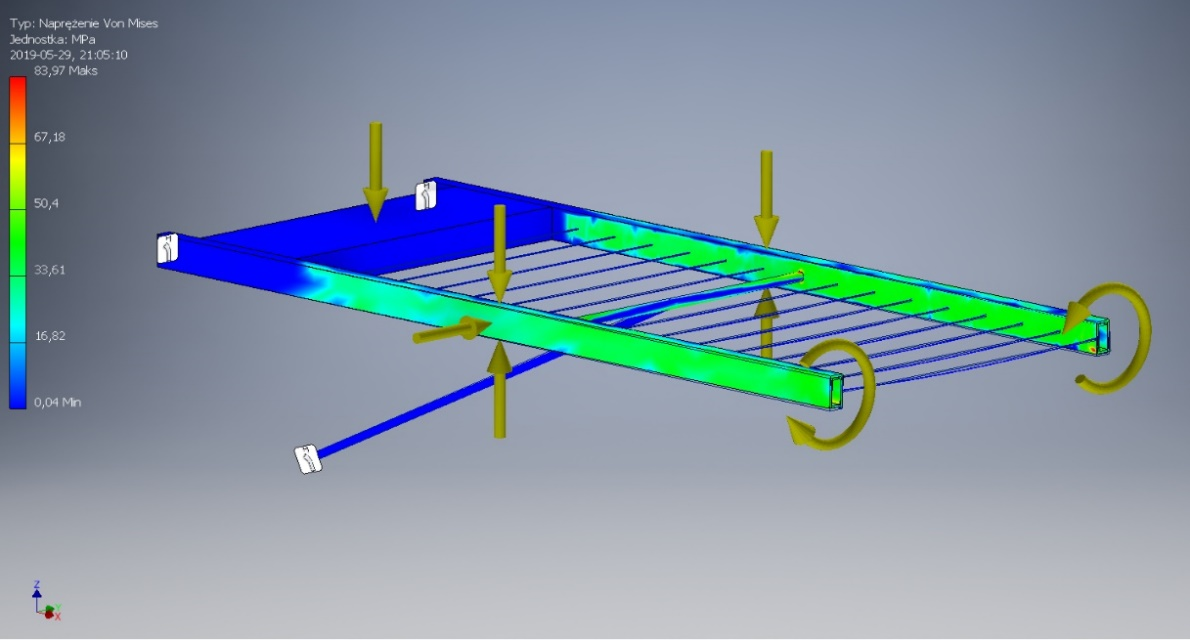 Typ: Naprężenie Von Mises
Jednostka: MPa
2019-05-29, 21:05:10
83,97 Maks
67,18
50,4
33,61
16,82
0,04 Min
Z
Y
X